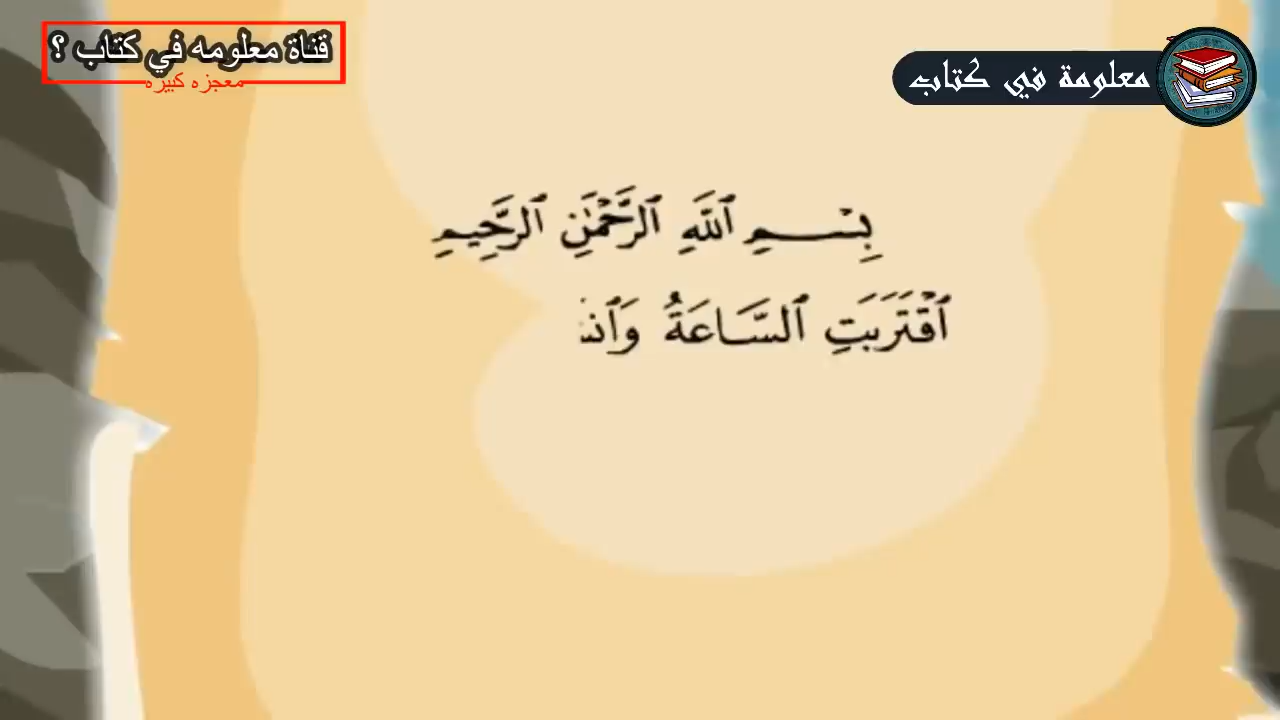 قناة معلومه في كتاب ؟
معجزه كبيره
معلومة في كتاب
بِسْمِ ٱللَّهِ ٱلرَّحْمَٰنِ ٱلرَّحِيمِ
ٱقْتَرَبَتِ ٱلسَّاعَةُ